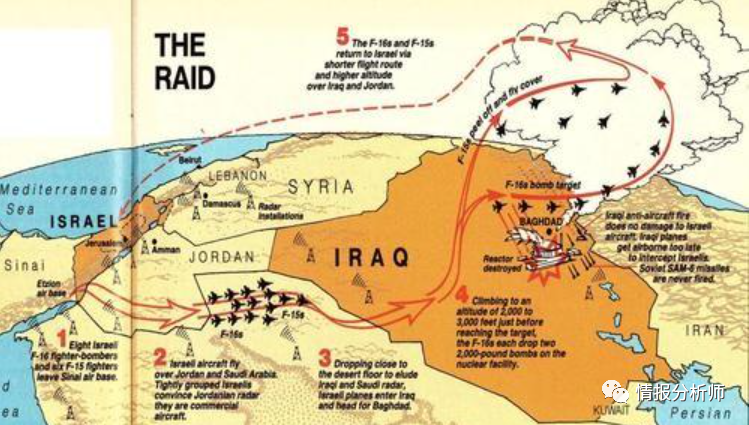 THE
RAID
5 The F-16s and F-15s
return to Israel via
shorter flight route
and higher altitude
over Iraq and Jordan.
F-15s peel off and fly cover
Beirut
LEBANON
SYRIA
Mediterranean
Sea
Damascus
Radar
installations
ISRAEL
Jerusalem
Amman
F-16s bomb target
BAGHDAD
Iraqi anti-aircraft fire
does no damage to Israeli
aircraft. Iraqi planes
get airborne too late
to intercept Israelis.
Soviet SAM-6 missiles
are never fired.
Reactor
destroyed
Sinai
JORDAN
IRAQ
Etzion
air base
F-15s
F-16s
4 Climbing to an
altitude of 2,000 to
3,000 feet just before
reaching the target,
the F-16s each drop two
2,000-pound bombs on the
nuclear facility.
IRAN
1 Eight Israeli
F-16 fighter-bombers
and six F-15 fighters
leave Sinai air base.
2 Israeli aircraft fly
over Jordan and Saudi Arabia.
Tightly grouped Israelis
convince Jordanian radar
they are commercial
aircraft.
3 Dropping close to
the desert floor to elude
Iraqi and Saudi radar,
Israeli planes enter Iraq
and head for Baghdad.
d
ea
KUWAIT
Persian
情报分析师